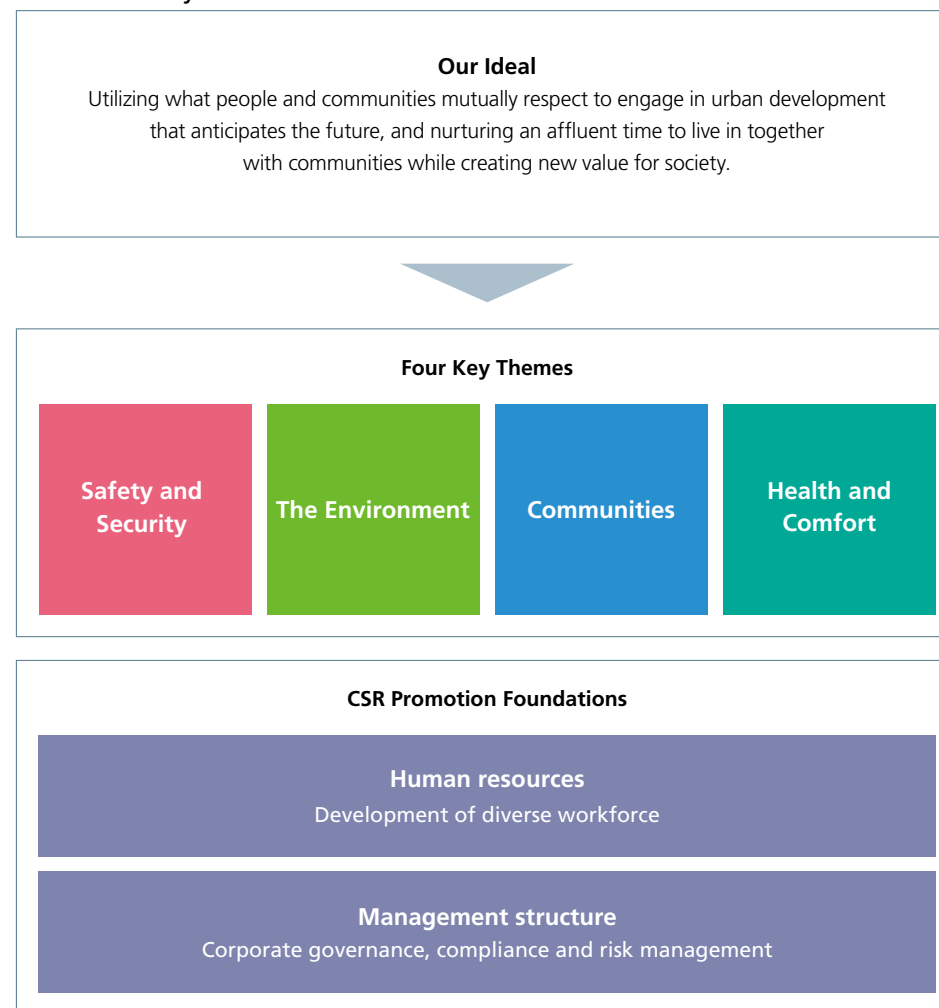 Our Ideal
Utilizing what people and communities mutually respect to engage in urban development
that anticipates the future, and nurturing an affluent time to live in together
with communities while creating new value for society.
Four Key Themes
Safety and
Security
The Environment
Communities
Health and
Comfort
CSR Promotion Foundations
Human resources
Development of diverse workforce
Management structure
Corporate governance, compliance and risk management